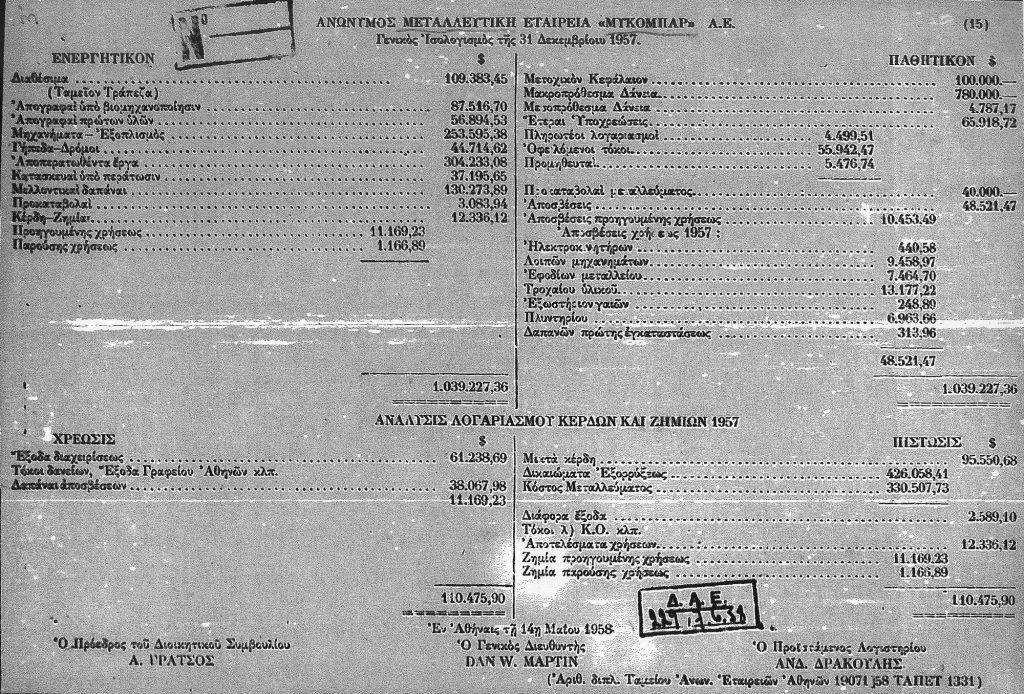 ΑΝΩΝΥΜΟΣ ΜΕΤΑΛΛΕΥΤΙΚΗ ΕΤΑΙΡΕΙΑ «ΜΥΚΟΜΠΑΡ» Α.Ε. (15)
Γενικὸς Ἰσολογισμὸς τῆς 31 Δεκεμβρίου 1957.
ΕΝΕΡΓΗΤΙΚΟΝ $
Διαθέσιμα 109.383,45
(Ταμεῖον Τράπεζα)
Ἀπογραφαὶ ὑπὸ βιομηχανοποίησιν 87.516,70
Ἀπογραφαὶ πρώτων ὑλῶν 56.894,53
Μηχανήματα – Ἐξοπλισμὸς 253.595,38
Γήπεδα–Δρόμοι 44.714,62
Ἀποπερατωθέντα ἔργα 304.233,08
Κατασκευαὶ ὑπὸ περάτωσιν 37.195,65
Μελλοντικαὶ δαπάναι 130.273,89
Προκαταβολαὶ 3.083,94
Κέρδη–Ζημίαι 12.336,12
Προηγουμένης χρήσεως 11.169,23
Παρούσης χρήσεως 1.166,89
1.039.227,36
ΠΑΘΗΤΙΚΟΝ $
Μετοχικὸν Κεφάλαιον 100.000.—
Μακροπρόθεσμα Δάνεια 780.000.—
Μεσοπρόθεσμα Δάνεια 4.787,17
Ἕτεραι Ὑποχρεώσεις 65.918,72
Πληρωτέοι λογαριασμοὶ 4.499,51
Ὀφειλόμενοι τόκοι 55.942,47
Προμηθευταὶ 5.476,74
Προκαταβολαὶ μεταλλεύματος 40.000.—
Ἀποσβέσεις 48.521,47
Ἀποσβέσεις προηγουμένης χρήσεως 10.453.49
Ἀποσβέσεις χρήσεως 1957 :
Ἠλεκτροκινητήρων 440,58
Λοιπῶν μηχανημάτων 9.458,97
Ἐφοδίων μεταλλείου 7.464,70
Τροχαίου ὑλικοῦ 13.177,22
Ἐξωστήριον γαιῶν 248,89
Πλυντηρίου 6.963,66
Δαπανῶν πρώτης ἐγκαταστάσεως 313,96
48.521,47
1.039.227,36
ΑΝΑΛΥΣΙΣ ΛΟΓΑΡΙΑΣΜΟΥ ΚΕΡΔΩΝ ΚΑΙ ΖΗΜΙΩΝ 1957
ΧΡΕΩΣΙΣ $
Ἔξοδα διαχειρίσεως 61.238,69
Τόκοι δανείων, Ἔξοδα Γραφείου Ἀθηνῶν κλπ.
Δαπάναι ἀποσβέσεων 38.067,98
11.169,23
110.475,90
ΠΙΣΤΩΣΙΣ $
Μικτὰ κέρδη 95.550,68
Δικαιώματα Ἐξορρύξεως 426.058,41
Κόστος Μεταλλεύματος 330.507,73
Διάφορα ἔξοδα 2.589,10
Τόκοι λ) Κ.Ο. κλπ.
Ἀποτελέσματα χρήσεων 12.336,12
Ζημία προηγουμένης χρήσεως 11.169.23
Ζημία παρούσης χρήσεως 1.166,89
110.475,90
Δ.Α.Ε.
Ἐν Ἀθήναις τῇ 14ῃ Μαΐου 1958
Ὁ Πρόεδρος τοῦ Διοικητικοῦ Συμβουλίου
Α. ΓΡΑΤΣΟΣ
Ὁ Γενικὸς Διευθυντὴς
DAN W. MARTIN
Ὁ Προϊστάμενος Λογιστηρίου
ΑΝΔ. ΔΡΑΚΟΥΛΗΣ
(Ἀριθ. διπλ. Ταμείου Ἀνων. Ἑταιρειῶν Ἀθηνῶν 19071)58 ΤΑΠΕΤ 1331)